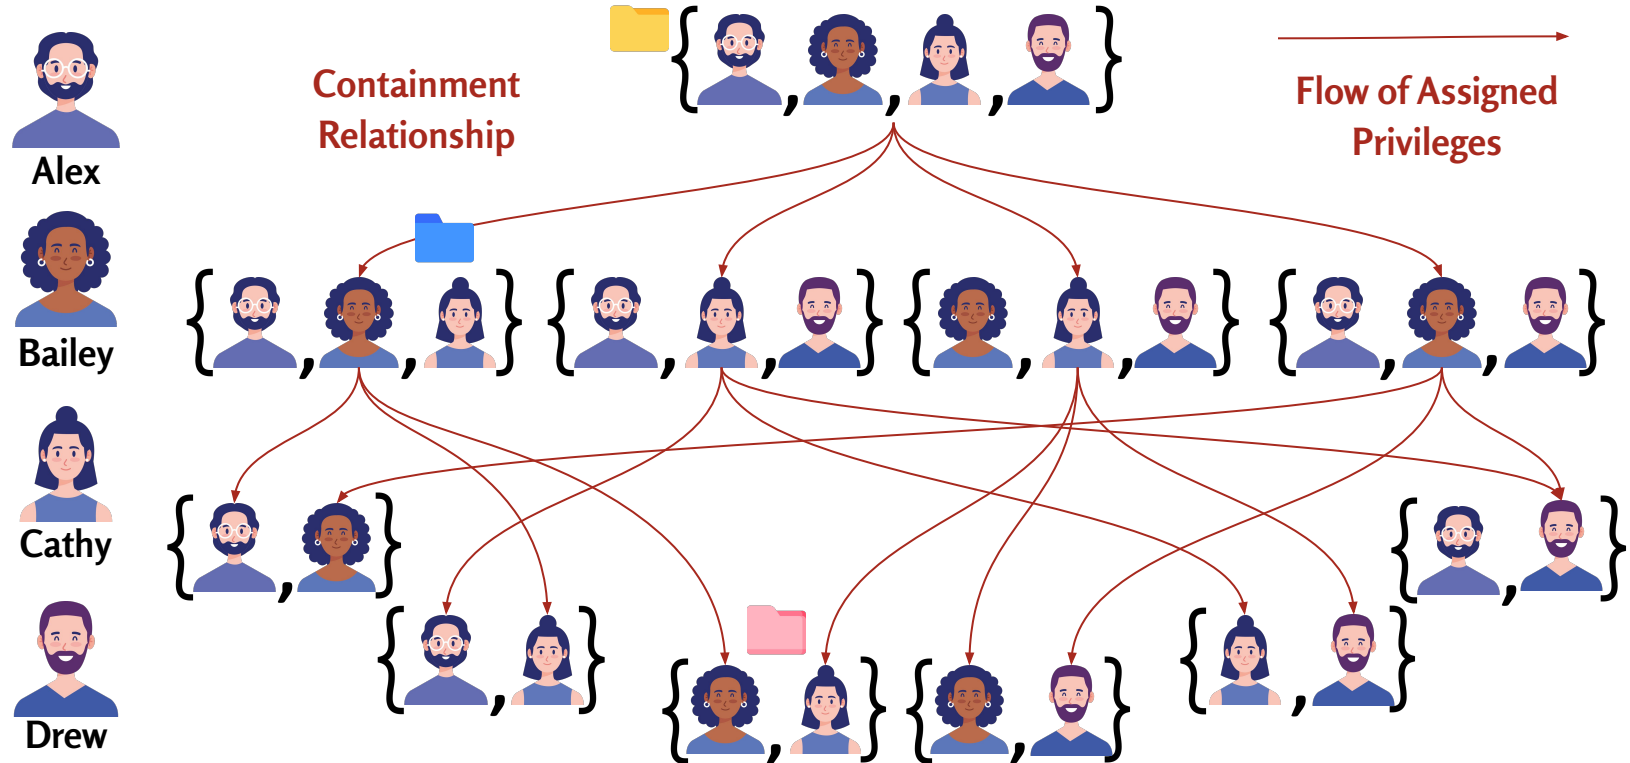 Containment
Relationship
Flow of Assigned
Privileges
Alex
Bailey
Cathy
Drew
{ , , , }
{ , , } { , , } { , , } { , , }
{ , } { , }
{ , } { , }
{ , } { , }